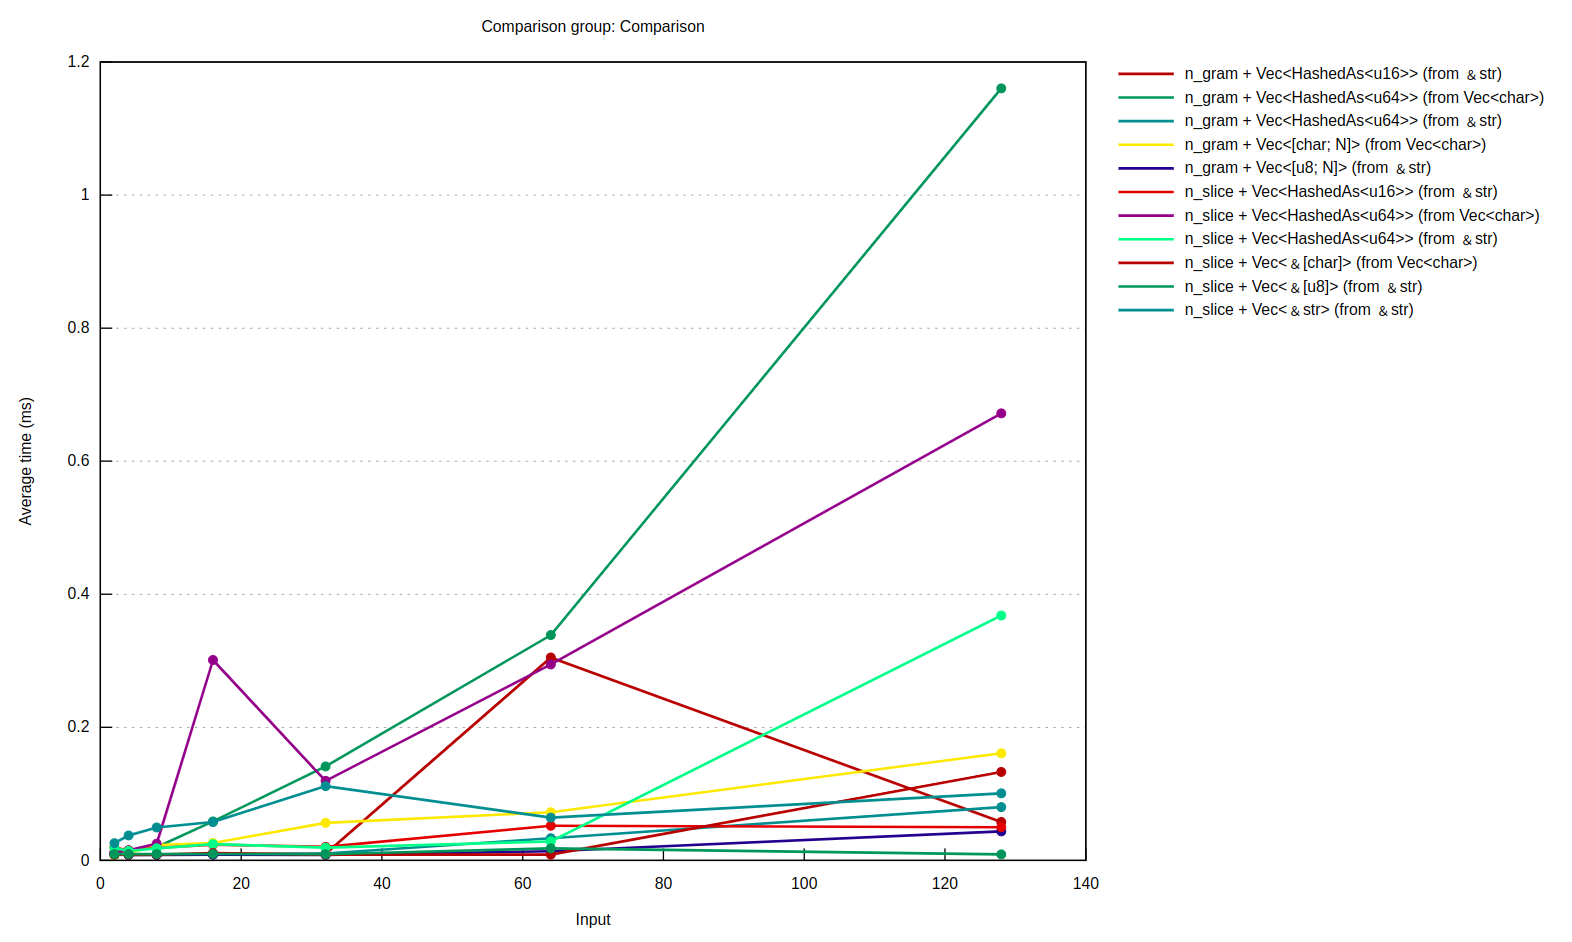 Comparison group: Comparison
1.2
1
0.8
0.6
0.4
0.2
0
Average time (ms)
0 20 40 60 80 100 120 140
Input
n_gram + Vec<HashedAs<u16>> (from &str)
n_gram + Vec<HashedAs<u64>> (from Vec<char>)
n_gram + Vec<HashedAs<u64>> (from &str)
n_gram + Vec<[char; N]> (from Vec<char>)
n_gram + Vec<[u8; N]> (from &str)
n_slice + Vec<HashedAs<u16>> (from &str)
n_slice + Vec<HashedAs<u64>> (from Vec<char>)
n_slice + Vec<HashedAs<u64>> (from &str)
n_slice + Vec<&[char]> (from Vec<char>)
n_slice + Vec<&[u8]> (from &str)
n_slice + Vec<&str> (from &str)